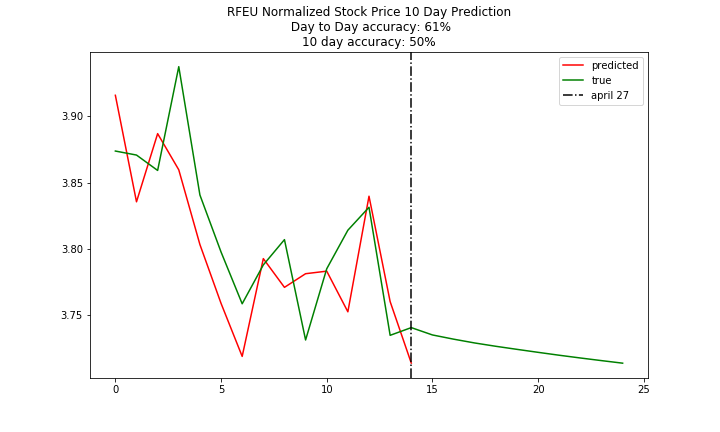 RFEU Normalized Stock Price 10 Day Prediction
Day to Day accuracy: 61%
10 day accuracy: 50%
predicted
true
april 27
3.90
3.85
3.80
3.75
0 5 10 15 20 25